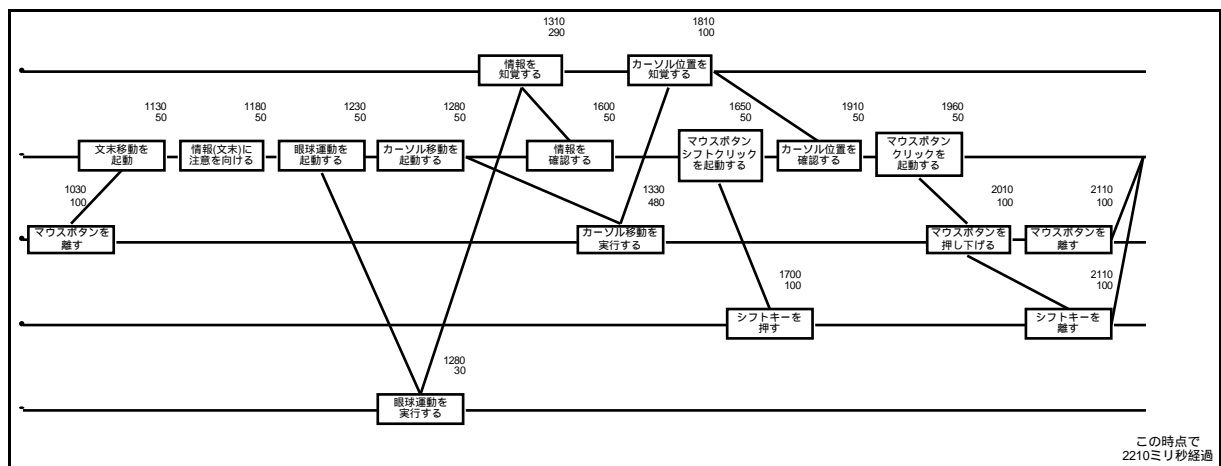 1310
290
1810
100
情報を
知覚する
カーソル位置を
知覚する
1130
50
1180
50
1230
50
1280
50
1600
50
1650
50
1910
50
1960
50
文末移動を
起動
情報(文末)に
注意を向ける
眼球運動を
起動する
カーソル移動を
起動する
情報を
確認する
マウスボタン
シフトクリック
を起動する
カーソル位置を
確認する
マウスボタン
クリックを
起動する
1030
100
1330
480
2010
100
2110
100
マウスボタンを
離す
カーソル移動を
実行する
マウスボタンを
押し下げる
マウスボタンを
離す
1700
100
2110
100
シフトキーを
押す
シフトキーを
離す
1280
30
眼球運動を
実行する
この時点で
2210ミリ秒経過